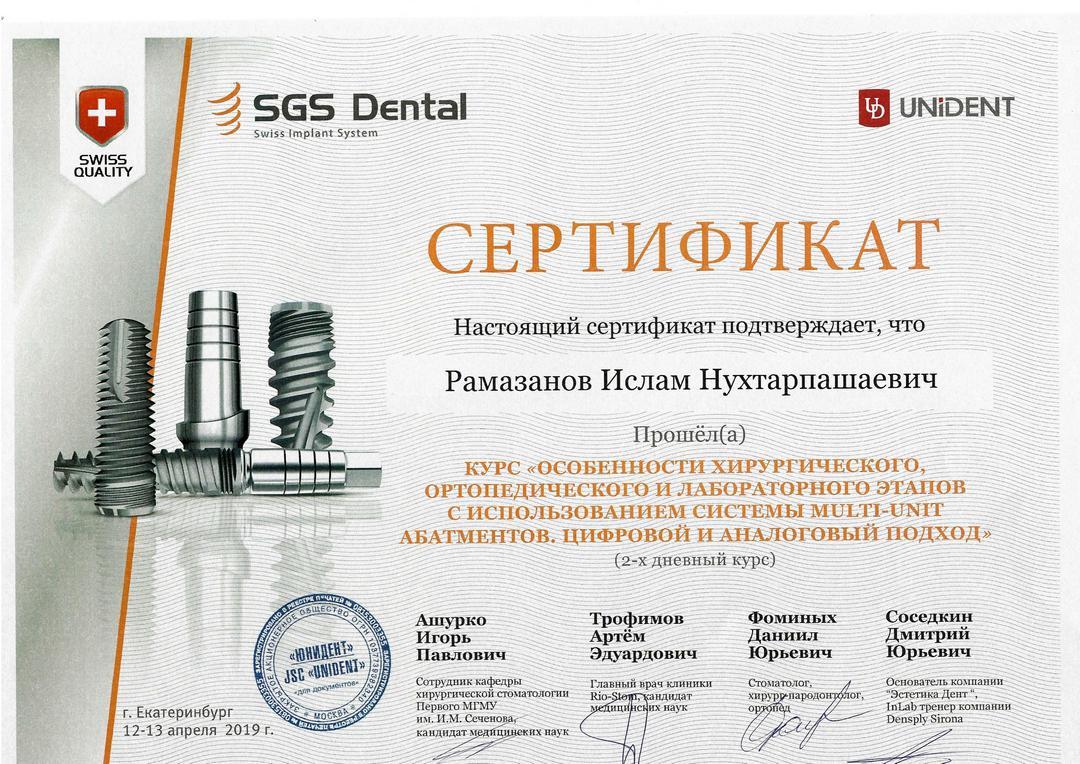 SWISS
QUALITY
SGS Dental
Swiss Implant System
UD UNiDENT
СЕРТИФИКАТ
Настоящий сертификат подтверждает, что
Рамазанов Ислам Нухтарпашаевич
Прошёл(а)
КУРС «ОСОБЕННОСТИ ХИРУРГИЧЕСКОГО,
ОРТОПЕДИЧЕСКОГО И ЛАБОРАТОРНОГО ЭТАПОВ
С ИСПОЛЬЗОВАНИЕМ СИСТЕМЫ MULTI-UNIT
АБАТМЕНТОВ. ЦИФРОВОЙ И АНАЛОГОВЫЙ ПОДХОД»
(2-х дневный курс)
Ашурко
Игорь
Павлович
Сотрудник кафедры
хирургической стоматологии
Первого МГМУ
им. И.М. Сеченова,
кандидат медицинских наук
Трофимов
Артём
Эдуардович
Главный врач клиники
Rio-Stom, кандидат
медицинских наук
Фоминых
Даниил
Юрьевич
Стоматолог,
хирург-пародонтолог,
ортопед
Соседкин
Дмитрий
Юрьевич
Основатель компании
"Эстетика Дент ",
InLab тренер компании
Densply Sirona
«ЮНИДЕНТ»
JSC «UNIDENT»
«для документов»
МОСКВА
ЗАКРЫТОЕ АКЦИОНЕРНОЕ ОБЩЕСТВО
г. Екатеринбург
12-13 апреля 2019 г.